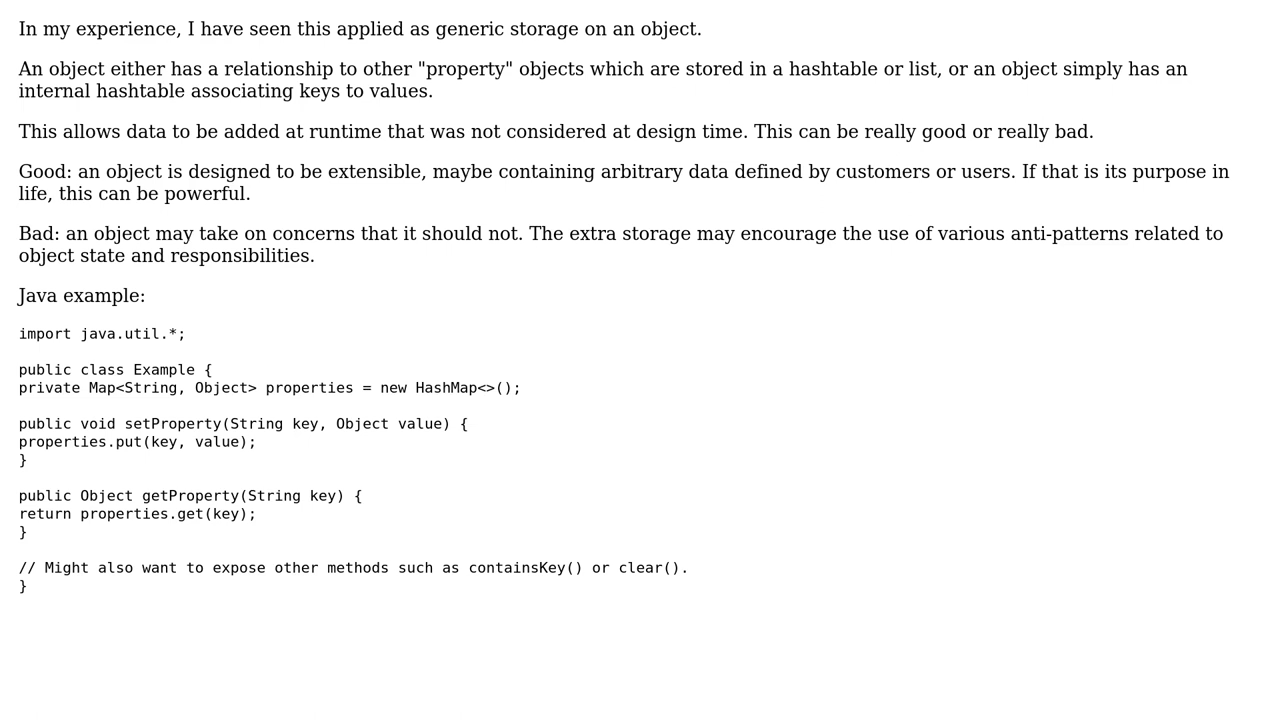 In my experience, I have seen this applied as generic storage on an object.
An object either has a relationship to other "property" objects which are stored in a hashtable or list, or an object simply has an
internal hashtable associating keys to values.
This allows data to be added at runtime that was not considered at design time. This can be really good or really bad.
Good: an object is designed to be extensible, maybe containing arbitrary data defined by customers or users. If that is its purpose in
life, this can be powerful.
Bad: an object may take on concerns that it should not. The extra storage may encourage the use of various anti-patterns related to
object state and responsibilities.
Java example:
import java.util.*;
public class Example {
private Map<String, Object> properties = new HashMap<>();
public void setProperty(String key, Object value) {
properties.put(key, value);
}
public Object getProperty(String key) {
return properties.get(key);
}
// Might also want to expose other methods such as containsKey() or clear().
}